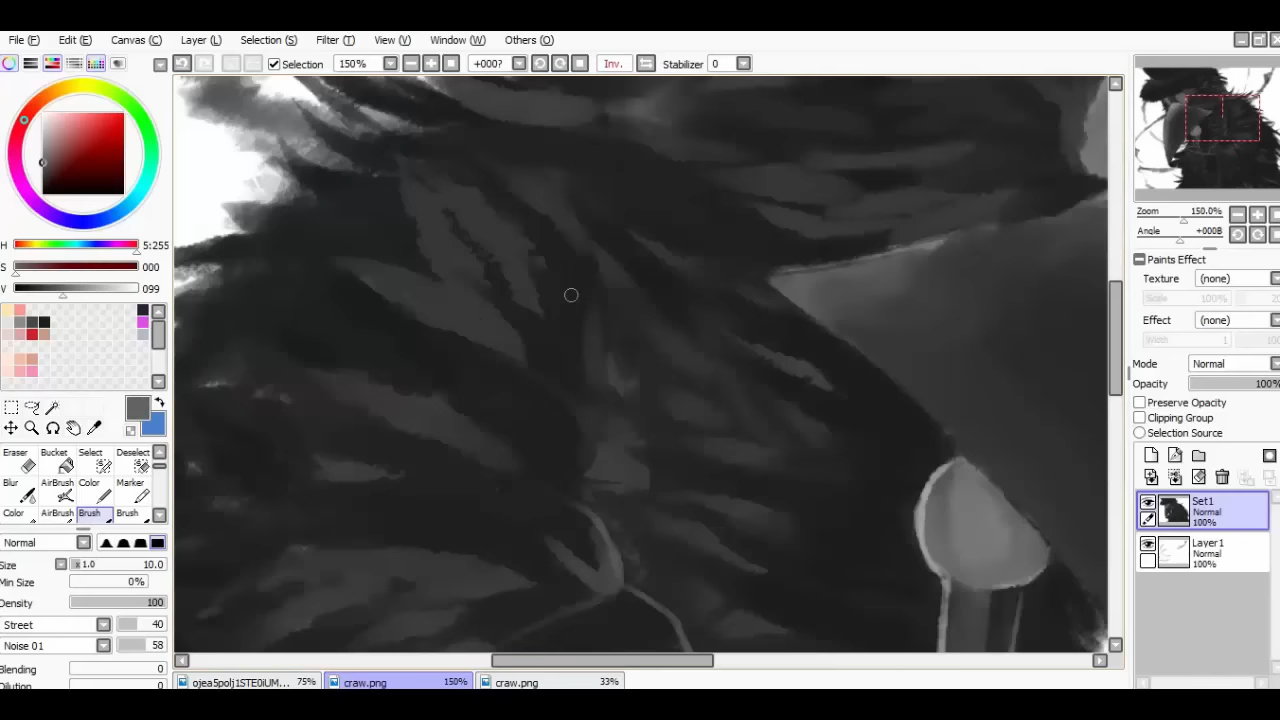 File (F) Edit (E) Canvas (C) Layer (L) Selection (S) Filter (T) View (V) Window (W) Others (O)
Selection 150% +000? Inv. Stabilizer 0
Zoom 150.0%
Angle +000B
H 5:255
S 000
V 099
Paints Effect
Texture (none)
Scale 100%
Effect (none)
Width 1
Mode Normal
Opacity 100%
Preserve Opacity
Clipping Group
Selection Source
Eraser Bucket Select Deselect
Blur AirBrush Color Marker
Color AirBrush Brush Brush
Normal
Size x 1.0 10.0
Min Size 0%
Density 100
Street 40
Noise 01 58
Blending 0
Dilution
Set1
Normal
100%
Layer1
Normal
100%
ojea5polj1STE0iUM... 75% craw.png 150% craw.png 33%